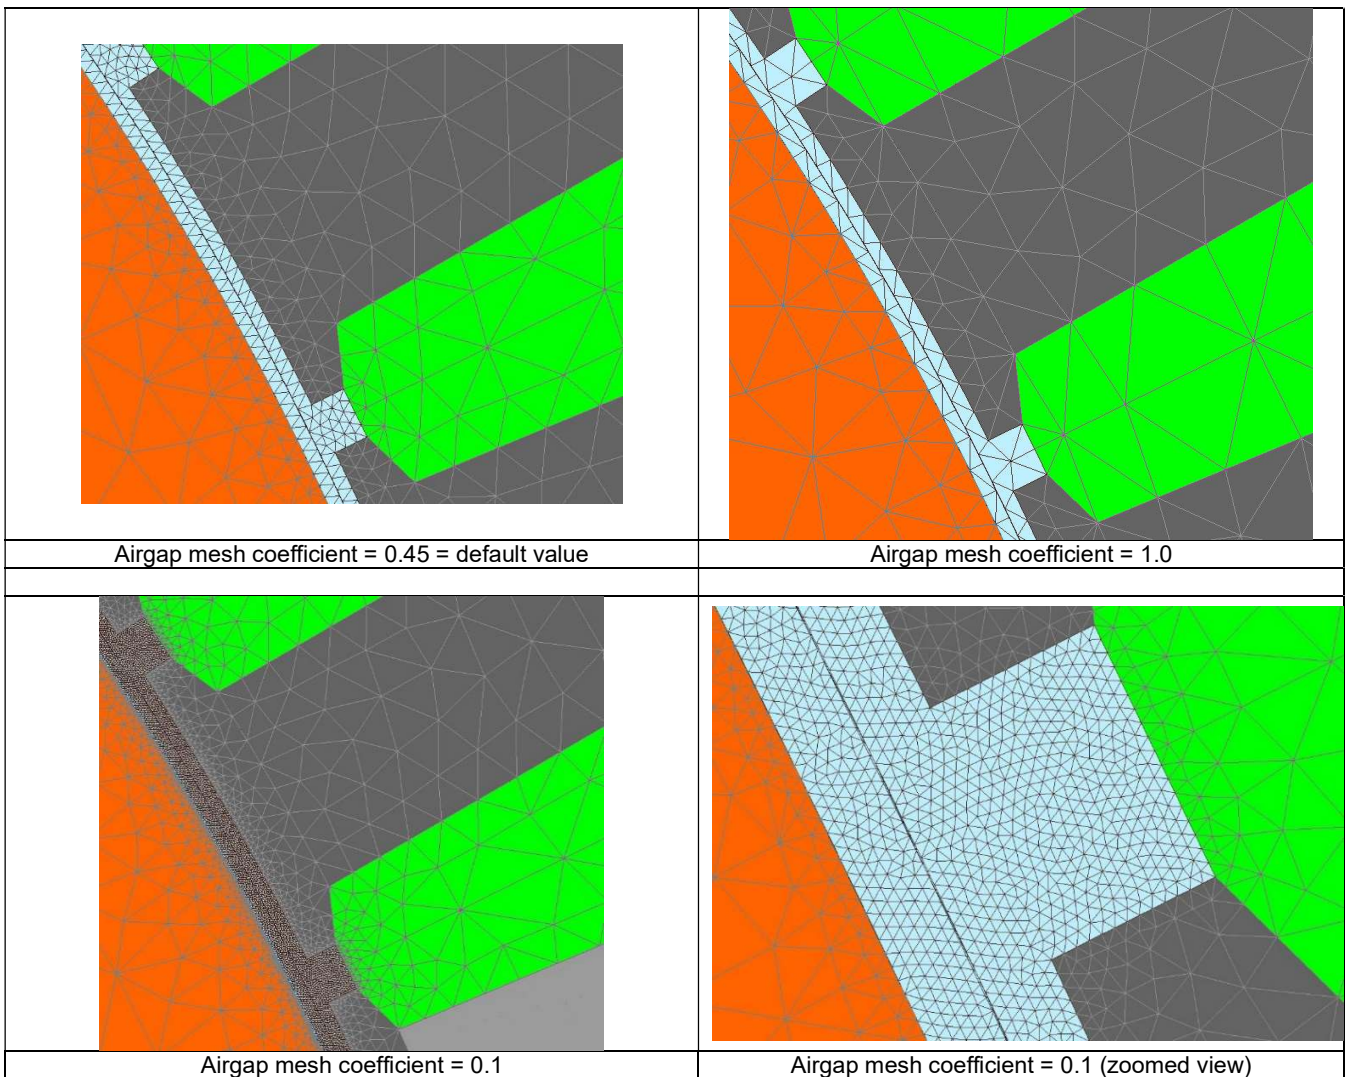 Airgap mesh coefficient = 0.45 = default value
Airgap mesh coefficient = 1.0
Airgap mesh coefficient = 0.1
Airgap mesh coefficient = 0.1 (zoomed view)